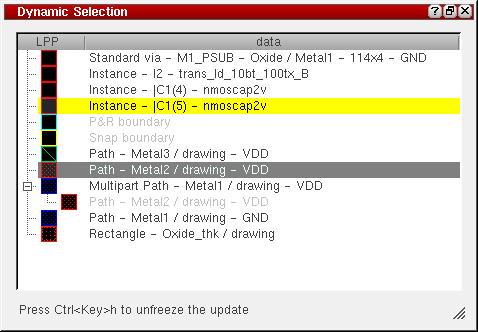 Dynamic Selection
LPP data
Standard via - M1_PSUB - Oxide / Metal1 - 114x4 - GND
Instance - I2 - trans_ld_10bt_100tx_B
Instance - |C1(4) - nmoscap2v
Instance - |C1(5) - nmoscap2v
P&R boundary
Snap boundary
Path - Metal3 / drawing - VDD
Path - Metal2 / drawing - VDD
Multipart Path - Metal1 / drawing - VDD
Path - Metal2 / drawing - VDD
Path - Metal1 / drawing - GND
Rectangle - Oxide_thk / drawing
Press Ctrl<Key>h to unfreeze the update